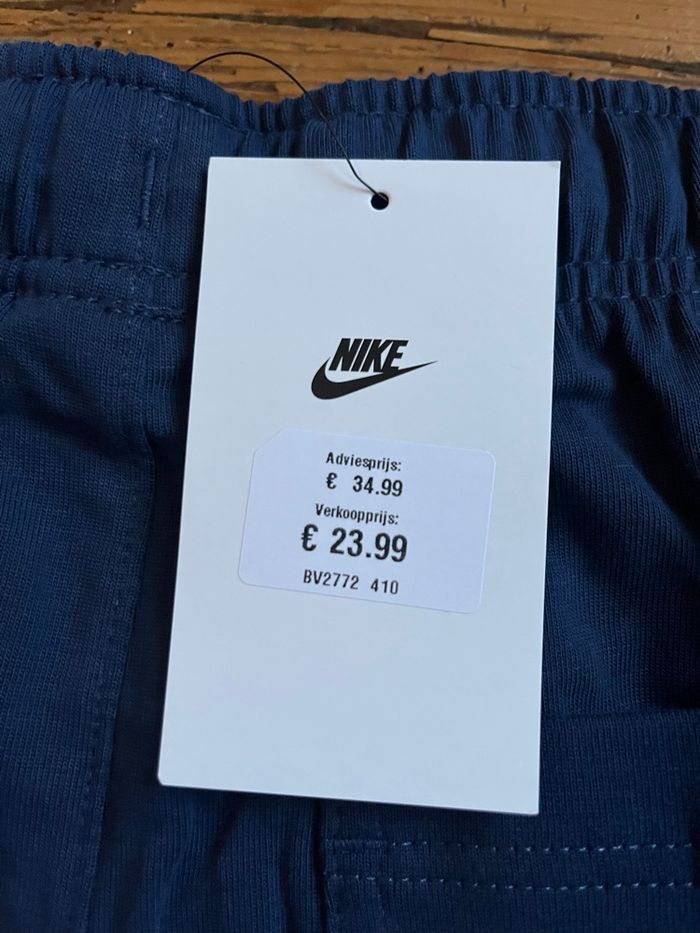 NIKE
Adviesprijs:
€ 34.99
Verkoopprijs:
€ 23.99
BV2772 410